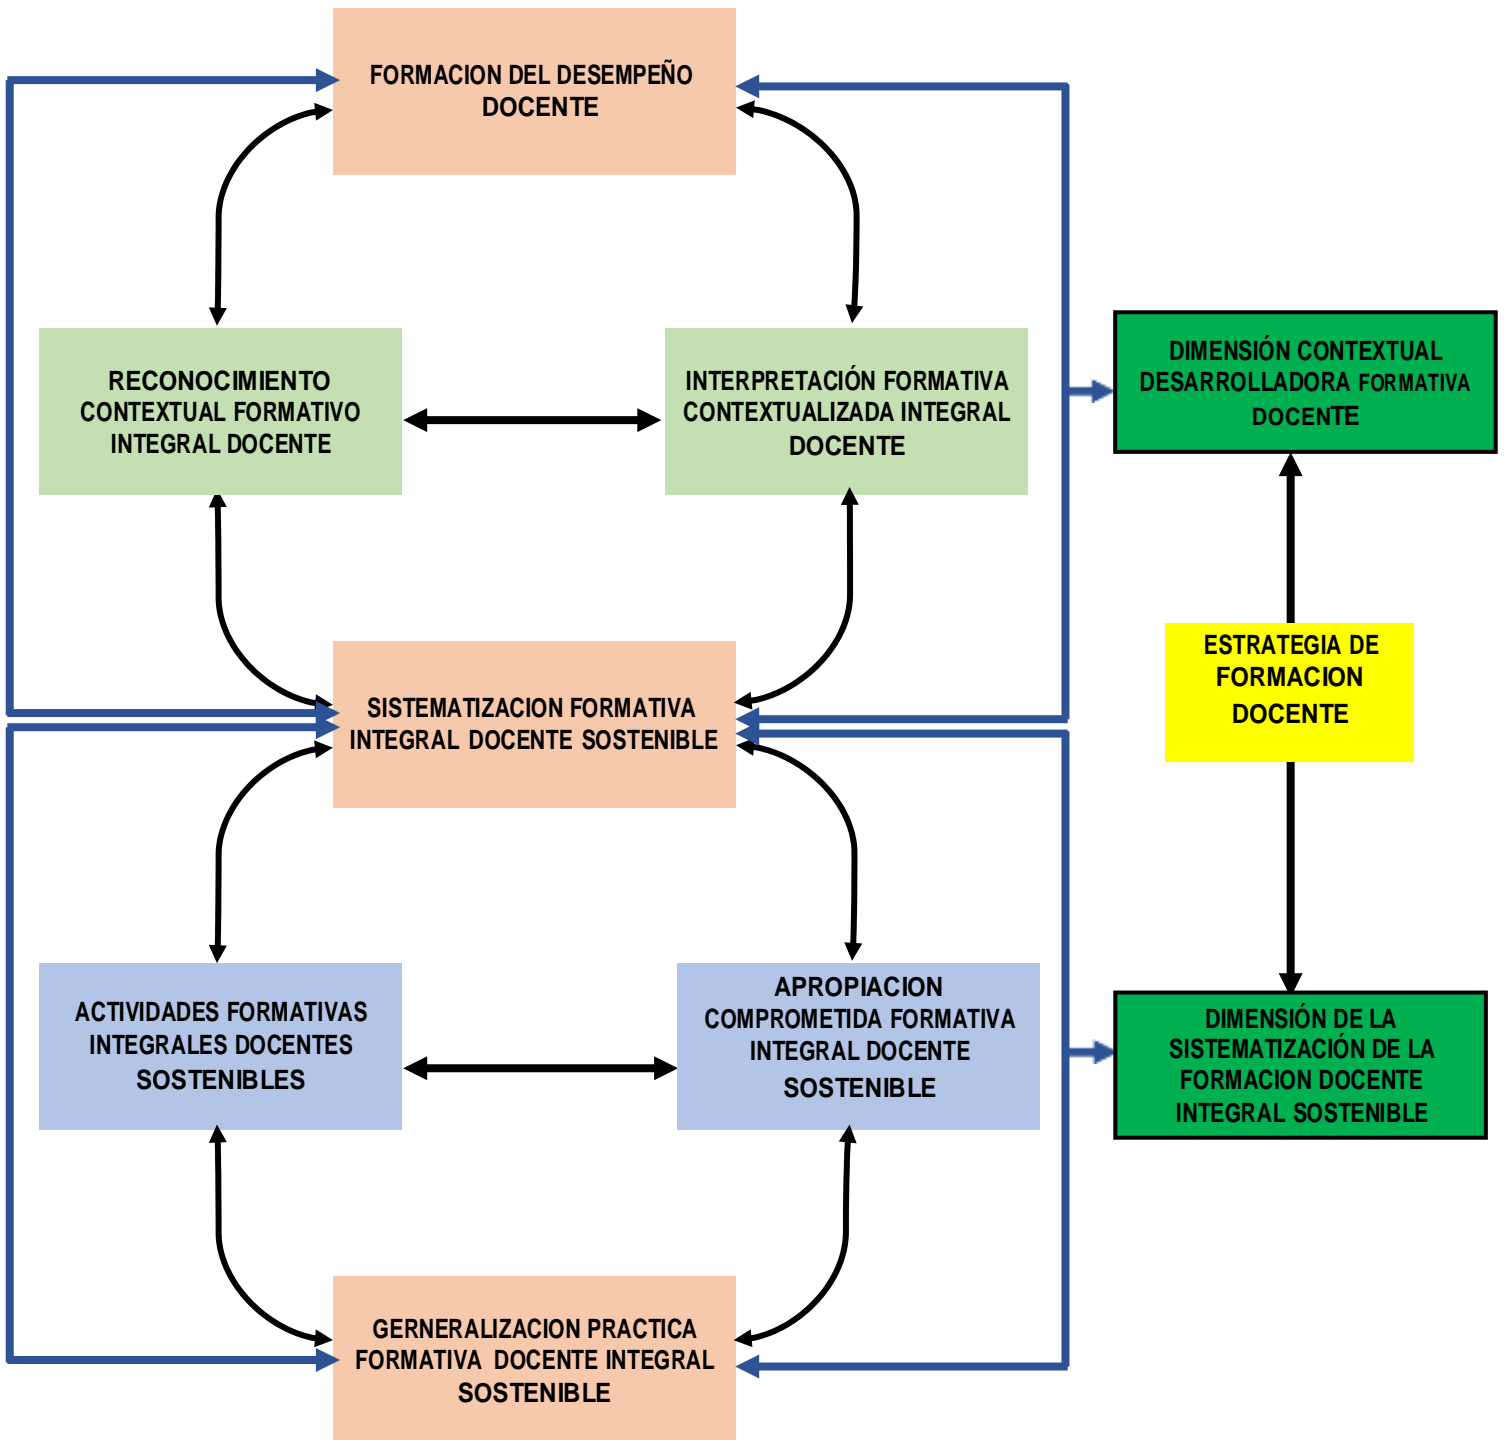 FORMACION DEL DESEMPEÑO
DOCENTE
RECONOCIMIENTO
CONTEXTUAL FORMATIVO
INTEGRAL DOCENTE
INTERPRETACIÓN FORMATIVA
CONTEXTUALIZADA INTEGRAL
DOCENTE
DIMENSIÓN CONTEXTUAL
DESARROLLADORA FORMATIVA
DOCENTE
ESTRATEGIA DE
FORMACION
DOCENTE
SISTEMATIZACION FORMATIVA
INTEGRAL DOCENTE SOSTENIBLE
ACTIVIDADES FORMATIVAS
INTEGRALES DOCENTES
SOSTENIBLES
APROPIACION
COMPROMETIDA FORMATIVA
INTEGRAL DOCENTE
SOSTENIBLE
DIMENSIÓN DE LA
SISTEMATIZACIÓN DE LA
FORMACION DOCENTE
INTEGRAL SOSTENIBLE
GERNERALIZACION PRACTICA
FORMATIVA DOCENTE INTEGRAL
SOSTENIBLE